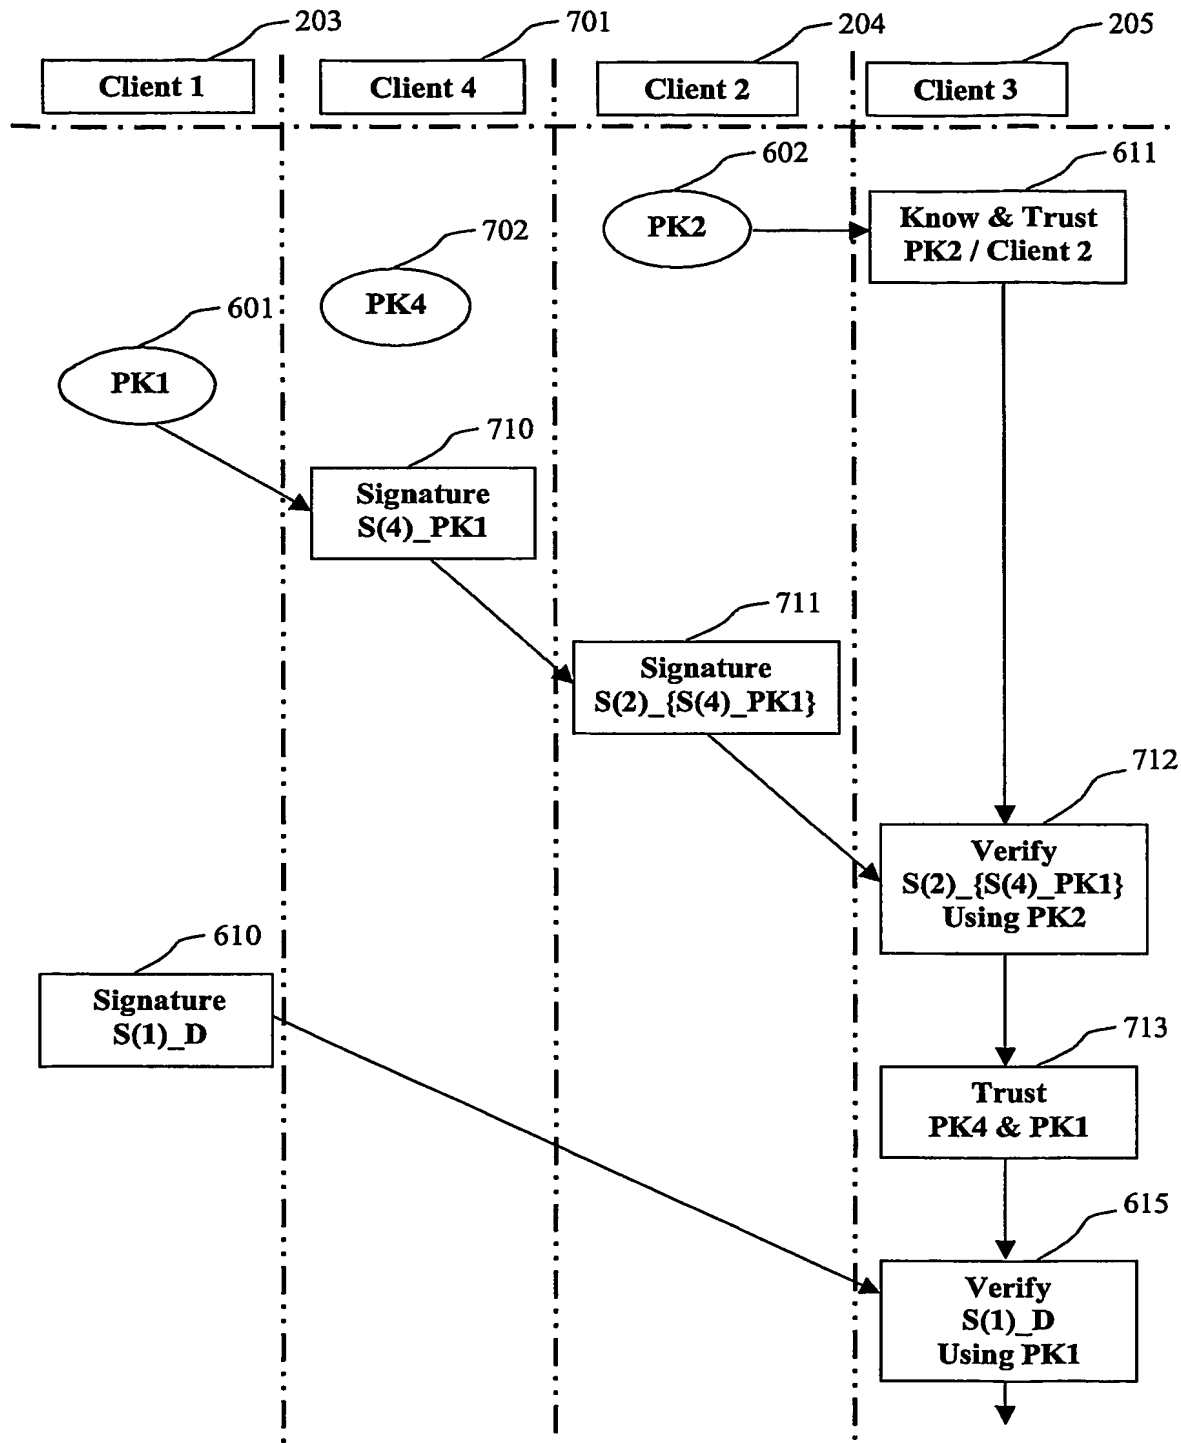 203
701
204
205
Client 1
Client 4
Client 2
Client 3
602
611
PK2
Know & Trust
PK2 / Client 2
702
PK4
601
PK1
710
Signature
S(4)_PK1
711
Signature
S(2)_{S(4)_PK1}
712
Verify
S(2)_{S(4)_PK1}
Using PK2
610
Signature
S(1)_D
713
Trust
PK4 & PK1
615
Verify
S(1)_D
Using PK1